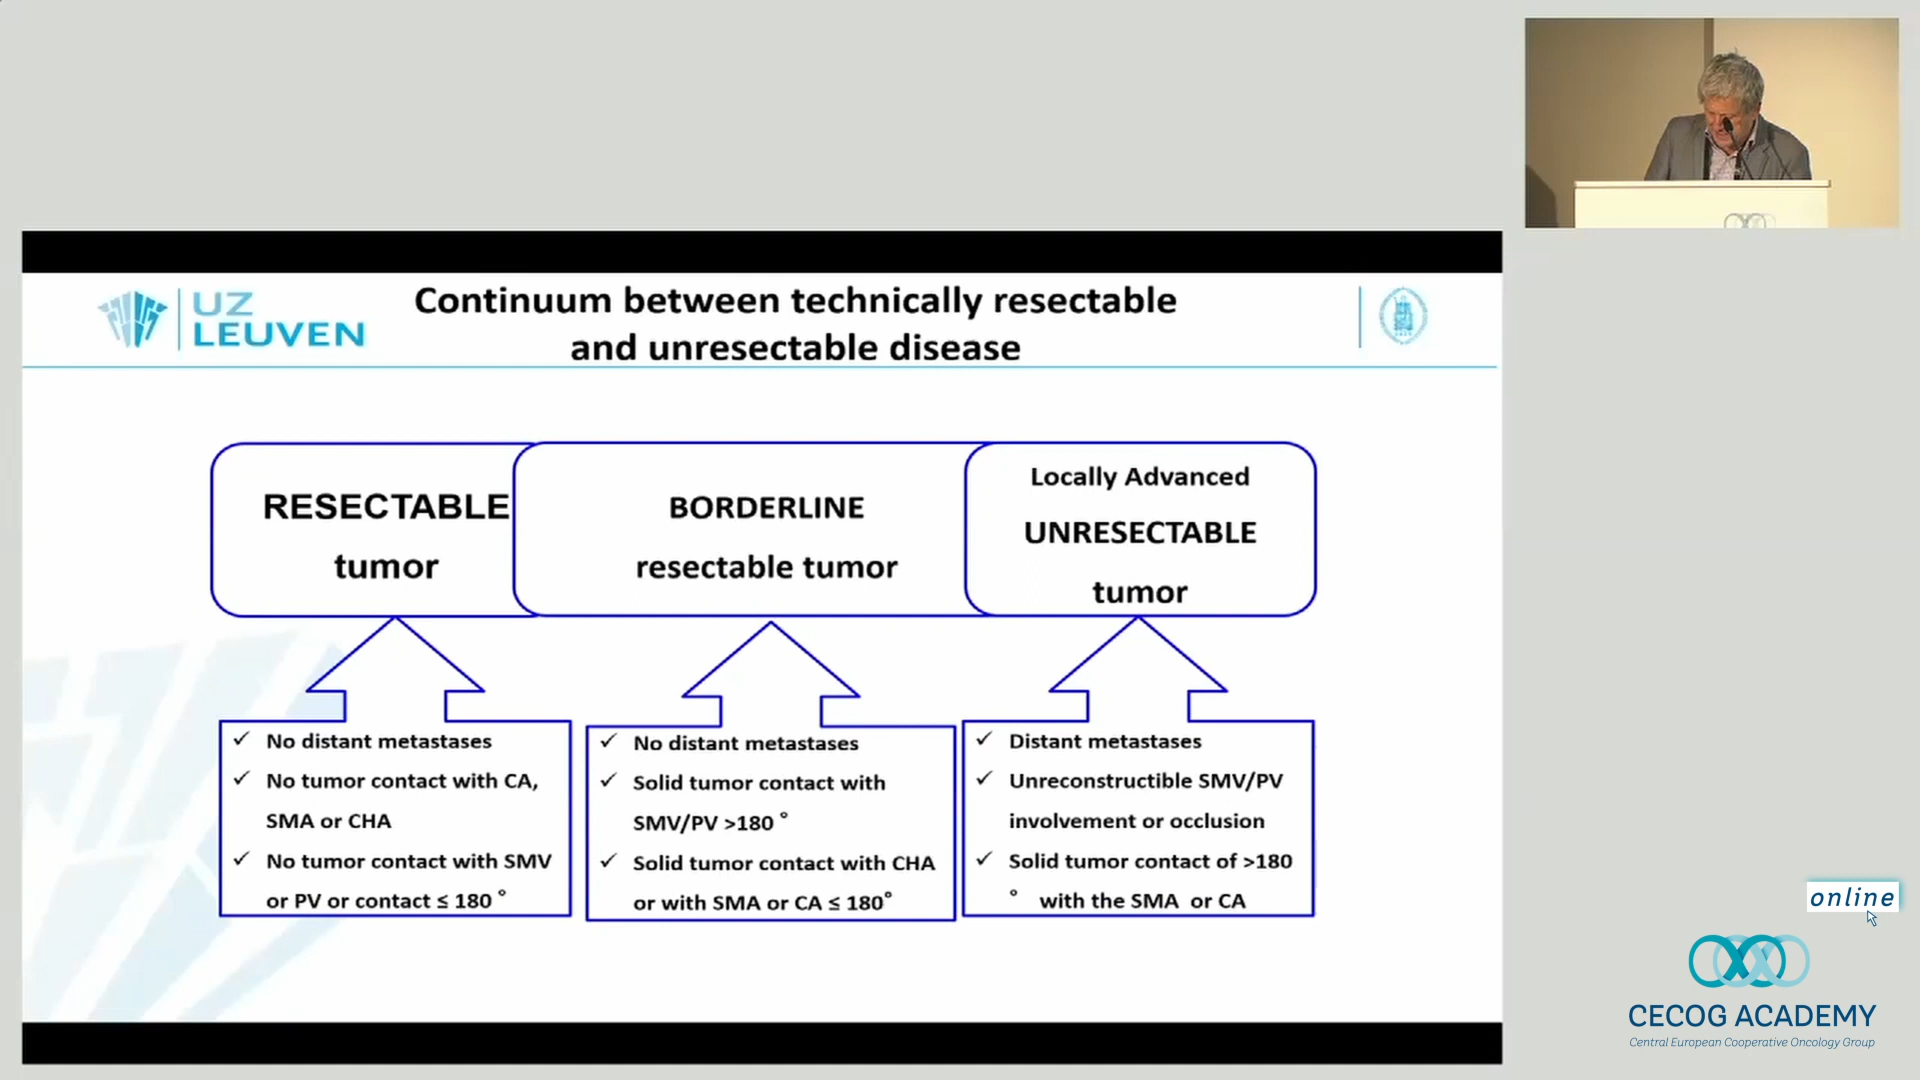 UZ
LEUVEN
Continuum between technically resectable
and unresectable disease
RESECTABLE
tumor
BORDERLINE
resectable tumor
Locally Advanced
UNRESECTABLE
tumor
✓ No distant metastases
✓ No tumor contact with CA,
SMA or CHA
✓ No tumor contact with SMV
or PV or contact ≤ 180 °
✓ No distant metastases
✓ Solid tumor contact with
SMV/PV >180 °
✓ Solid tumor contact with CHA
or with SMA or CA ≤ 180°
✓ Distant metastases
✓ Unreconstructible SMV/PV
involvement or occlusion
✓ Solid tumor contact of >180
° with the SMA or CA
online
CECOG ACADEMY
Central European Cooperative Oncology Group